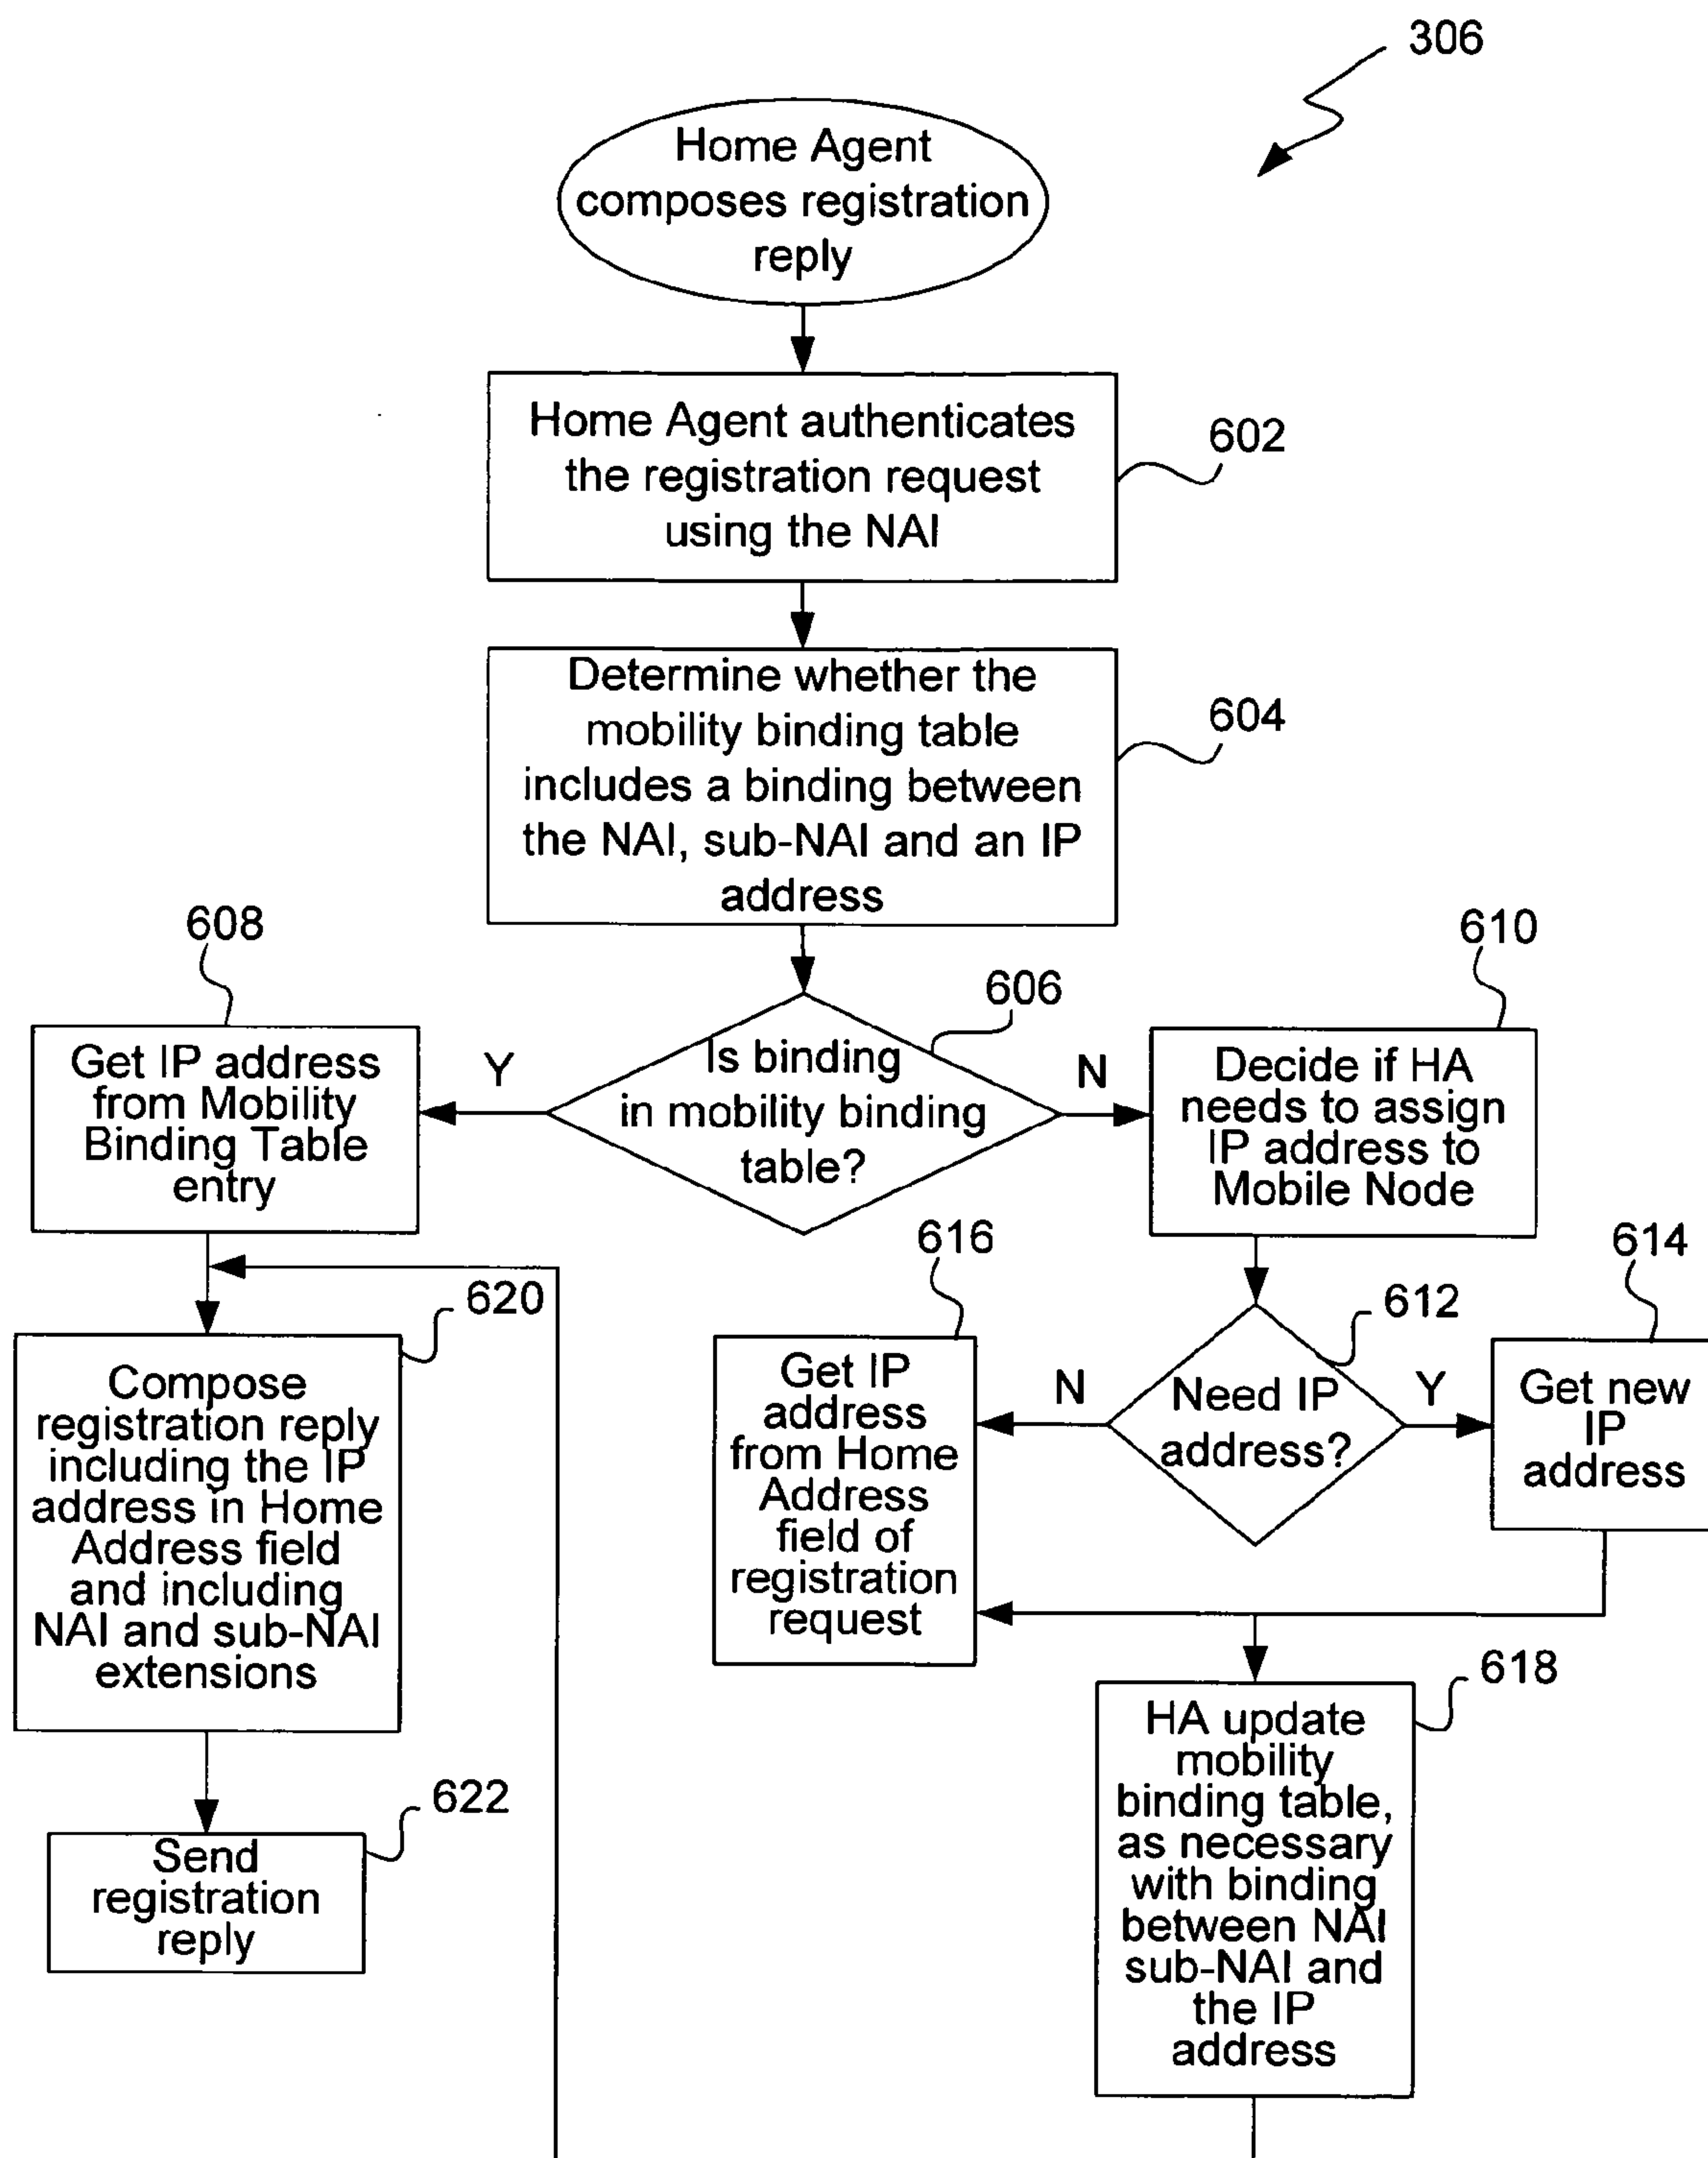 306
Home Agent
composes registration
reply
Home Agent authenticates
the registration request
using the NAI
602
Determine whether the
mobility binding table
includes a binding between
the NAI, sub-NAI and an IP
address
604
608
606
610
Get IP address
from Mobility
Binding Table
entry
Y
Is binding
in mobility binding
table?
N
Decide if HA
needs to assign
IP address to
Mobile Node
616
614
620
612
Compose
registration reply
including the IP
address in Home
Address field
and including
NAI and sub-NAI
extensions
Get IP
address
from Home
Address
field of
registration
request
N
Need IP
address?
Y
Get new
IP
address
618
HA update
mobility
binding table,
as necessary
with binding
between NAI
sub-NAI and
the IP
address
622
Send
registration
reply